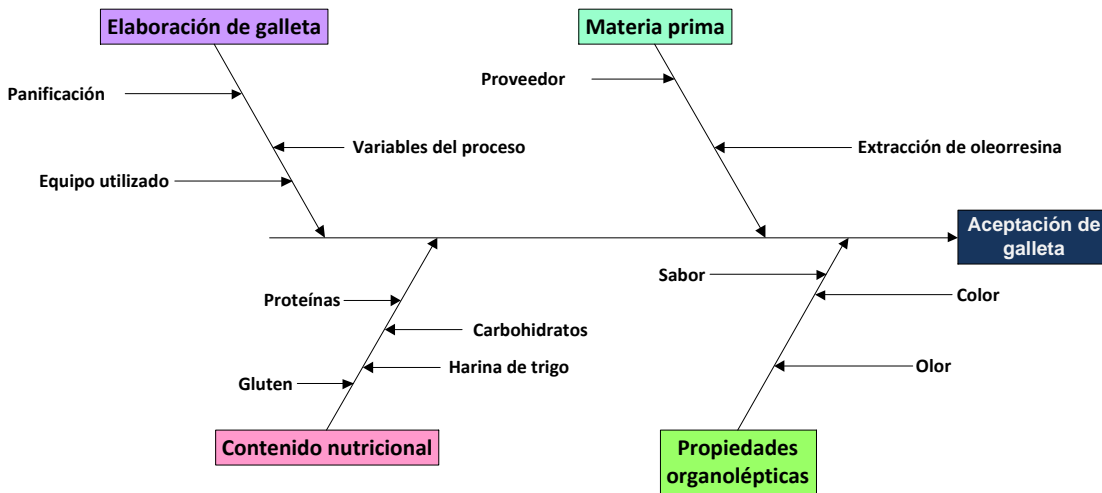 Elaboración de galleta
Materia prima
Proveedor
Panificación
Variables del proceso
Extracción de oleorresina
Equipo utilizado
Aceptación de
galleta
Sabor
Proteínas
Color
Carbohidratos
Harina de trigo
Olor
Gluten
Contenido nutricional
Propiedades
organolépticas